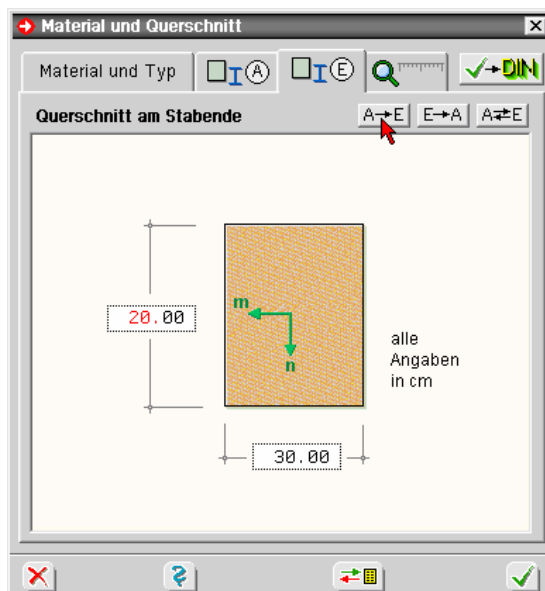 Material und Querschnitt
Material und Typ
A
E
DIN
Querschnitt am Stabende
A→E
E→A
A⇄E
m
20.00
n
alle
Angaben
in cm
30.00